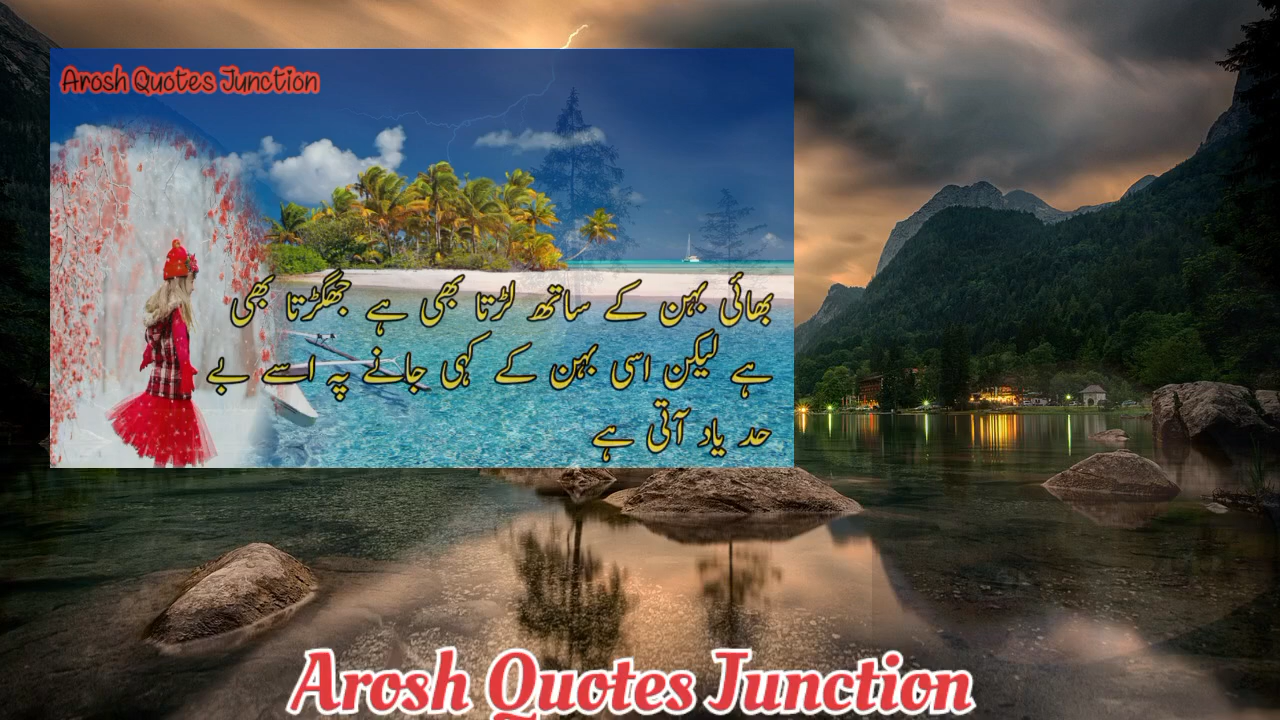 Arosh Quotes Junction
بھائی بہن کے ساتھ لڑتا بھی ہے جھگڑتا بھی
ہے لیکن اسی بہن کے کہی جانے پہ اسے بے
حد یاد آتی ہے
Arosh Quotes Junction